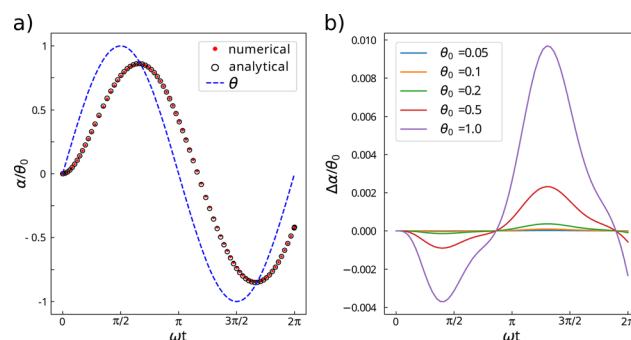 a)
α/θ₀
1
0.5
0
-0.5
-1
0
π/2
π
3π/2
2π
ωt
numerical
analytical
θ
b)
Δα/θ₀
0.010
0.008
0.006
0.004
0.002
0.000
−0.002
−0.004
0
π/2
π
3π/2
2π
ωt
θ₀ =0.05
θ₀ =0.1
θ₀ =0.2
θ₀ =0.5
θ₀ =1.0